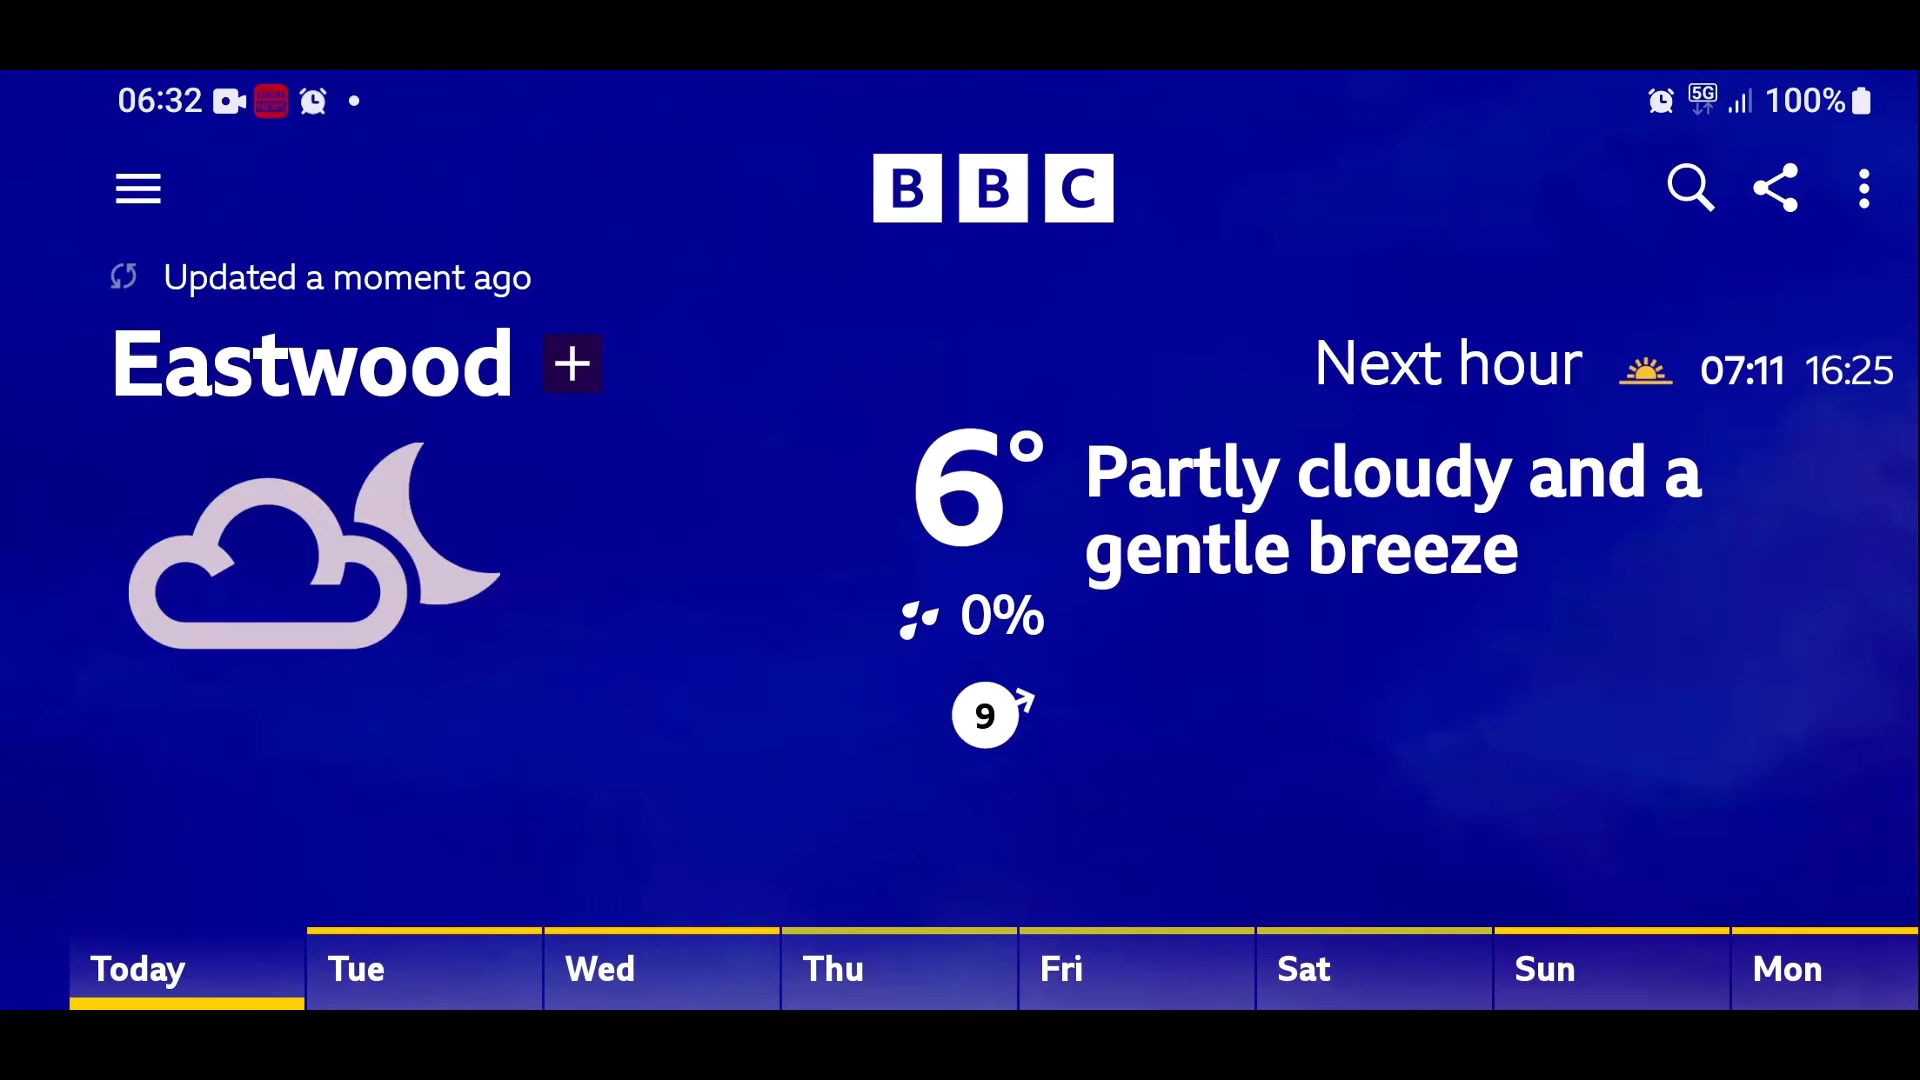 06:32 5G 100%
BBC
Updated a moment ago
Eastwood +
Next hour 07:11 16:25
6° Partly cloudy and a
gentle breeze
0%
9
Today Tue Wed Thu Fri Sat Sun Mon